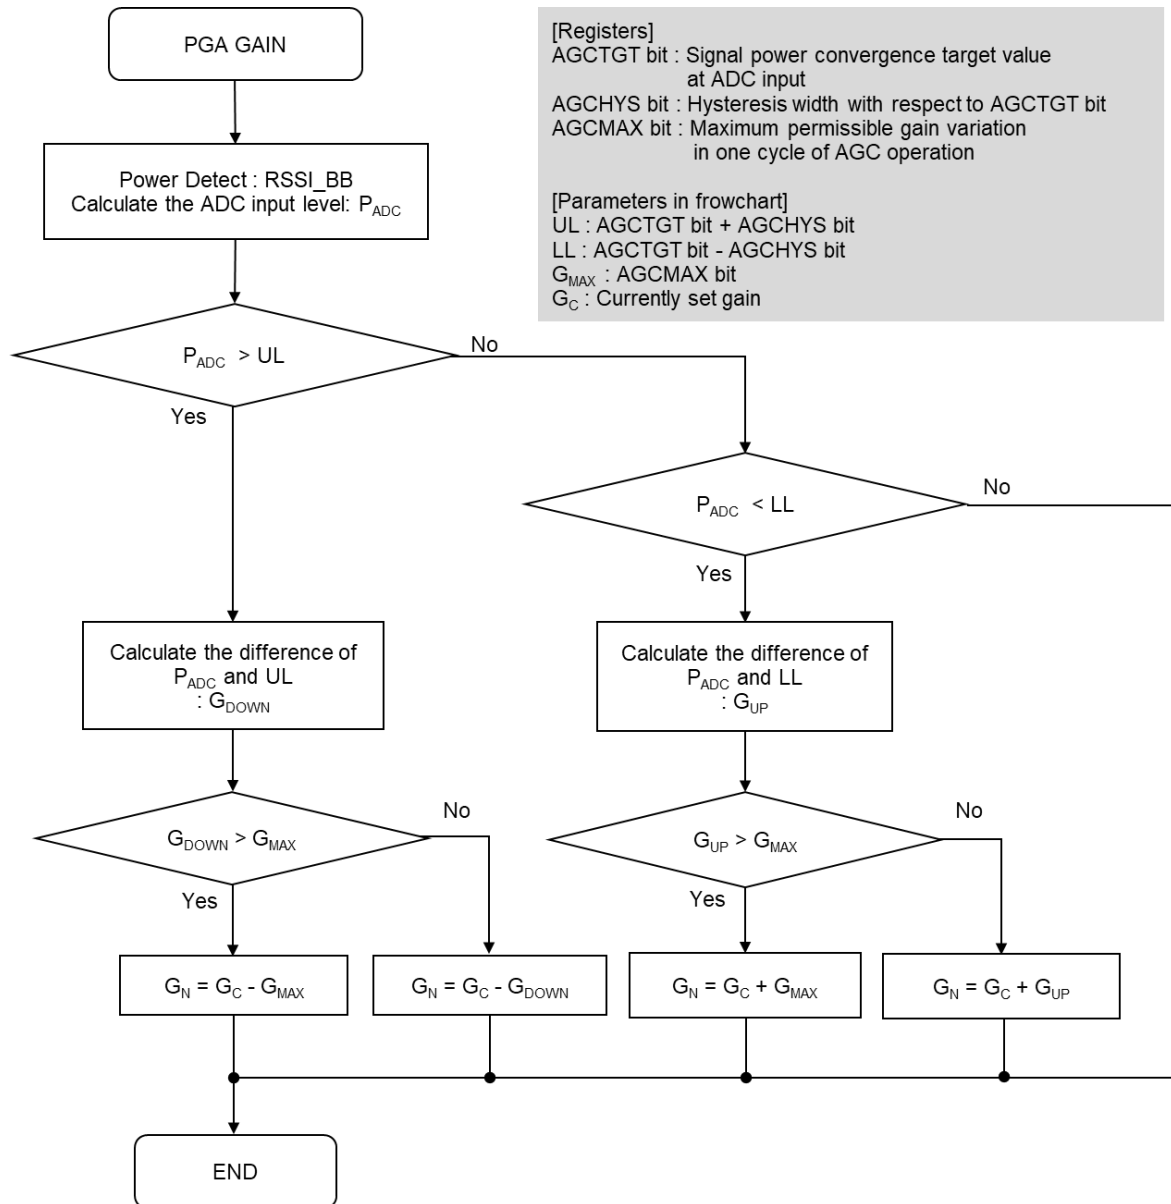 PGA GAIN
[Registers]
AGCTGT bit : Signal power convergence target value
at ADC input
AGCHYS bit : Hysteresis width with respect to AGCTGT bit
AGCMAX bit : Maximum permissible gain variation
in one cycle of AGC operation
[Parameters in frowchart]
UL : AGCTGT bit + AGCHYS bit
LL : AGCTGT bit - AGCHYS bit
GMAX : AGCMAX bit
GC : Currently set gain
Power Detect : RSSI_BB
Calculate the ADC input level: PADC
PADC > UL
No
Yes
PADC < LL
No
Yes
Calculate the difference of
PADC and UL
: GDOWN
Calculate the difference of
PADC and LL
: GUP
GDOWN > GMAX
No
Yes
GUP > GMAX
No
Yes
GN = GC - GMAX
GN = GC - GDOWN
GN = GC + GMAX
GN = GC + GUP
END